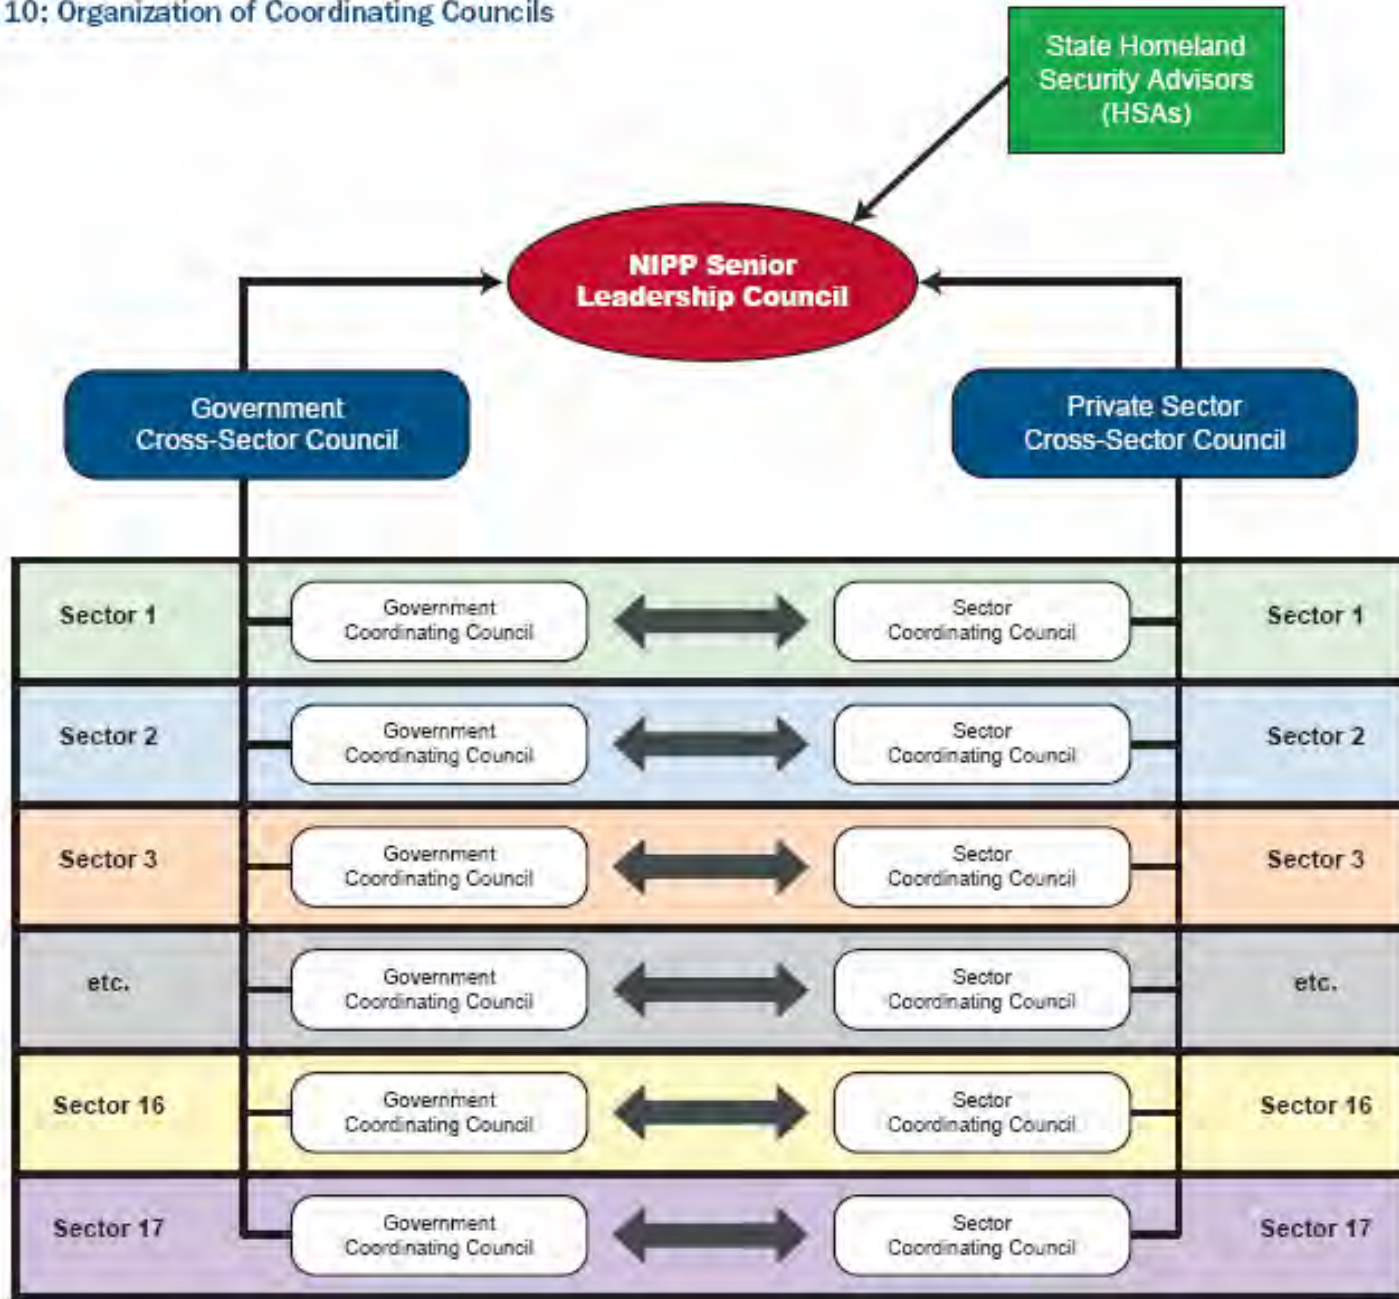 10: Organization of Coordinating Councils
State Homeland
Security Advisors
(HSAs)
NIPP Senior
Leadership Council
Government
Cross-Sector Council
Private Sector
Cross-Sector Council
Sector 1
Government
Coordinating Council
Sector
Coordinating Council
Sector 1
Sector 2
Government
Coordinating Council
Sector
Coordinating Council
Sector 2
Sector 3
Government
Coordinating Council
Sector
Coordinating Council
Sector 3
etc.
Government
Coordinating Council
Sector
Coordinating Council
etc.
Sector 16
Government
Coordinating Council
Sector
Coordinating Council
Sector 16
Sector 17
Government
Coordinating Council
Sector
Coordinating Council
Sector 17